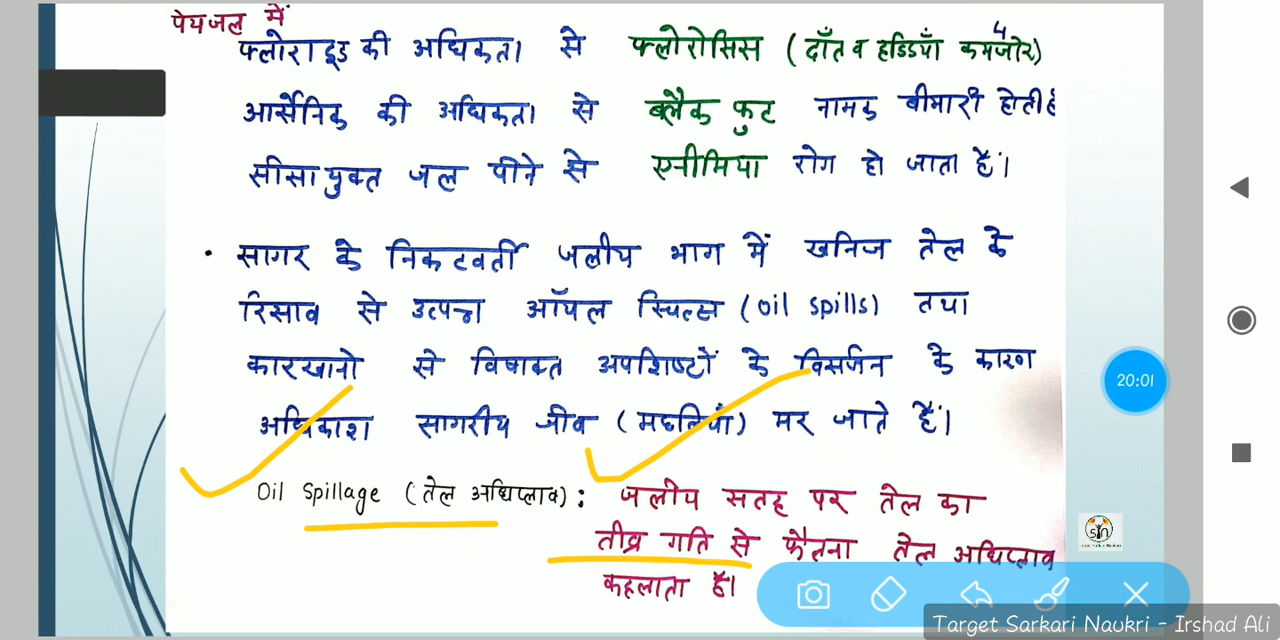 पेयजल में
फ्लोराइड की अधिकता से फ्लोरोसिस (दाँत व हडिडयाँ कमजोर)
4
आर्सेनिक की अधिकता से ब्लैक फुट नामक बीमारी होती है
सीसा युक्त जल पीने से एनीमिया रोग हो जाता हैं।
• सागर के निकटवर्ती जलीय भाग में खनिज तेल के
रिसाव से उत्पन्न ऑयल स्पिल्स (oil spills) तथा
कारखानो से विषाक्त अपशिष्टों के विसर्जन के कारण
अधिकाश सागरीय जीव (मछलियाँ) मर जाते हैं।
Oil Spillage (तेल अधिप्लाव) : जलीय सतह पर तेल का
तीव्र गति से फैलना तेल अधिप्लाव
कहलाता है।
20:01
Target Sarkari Naukri - Irshad Ali